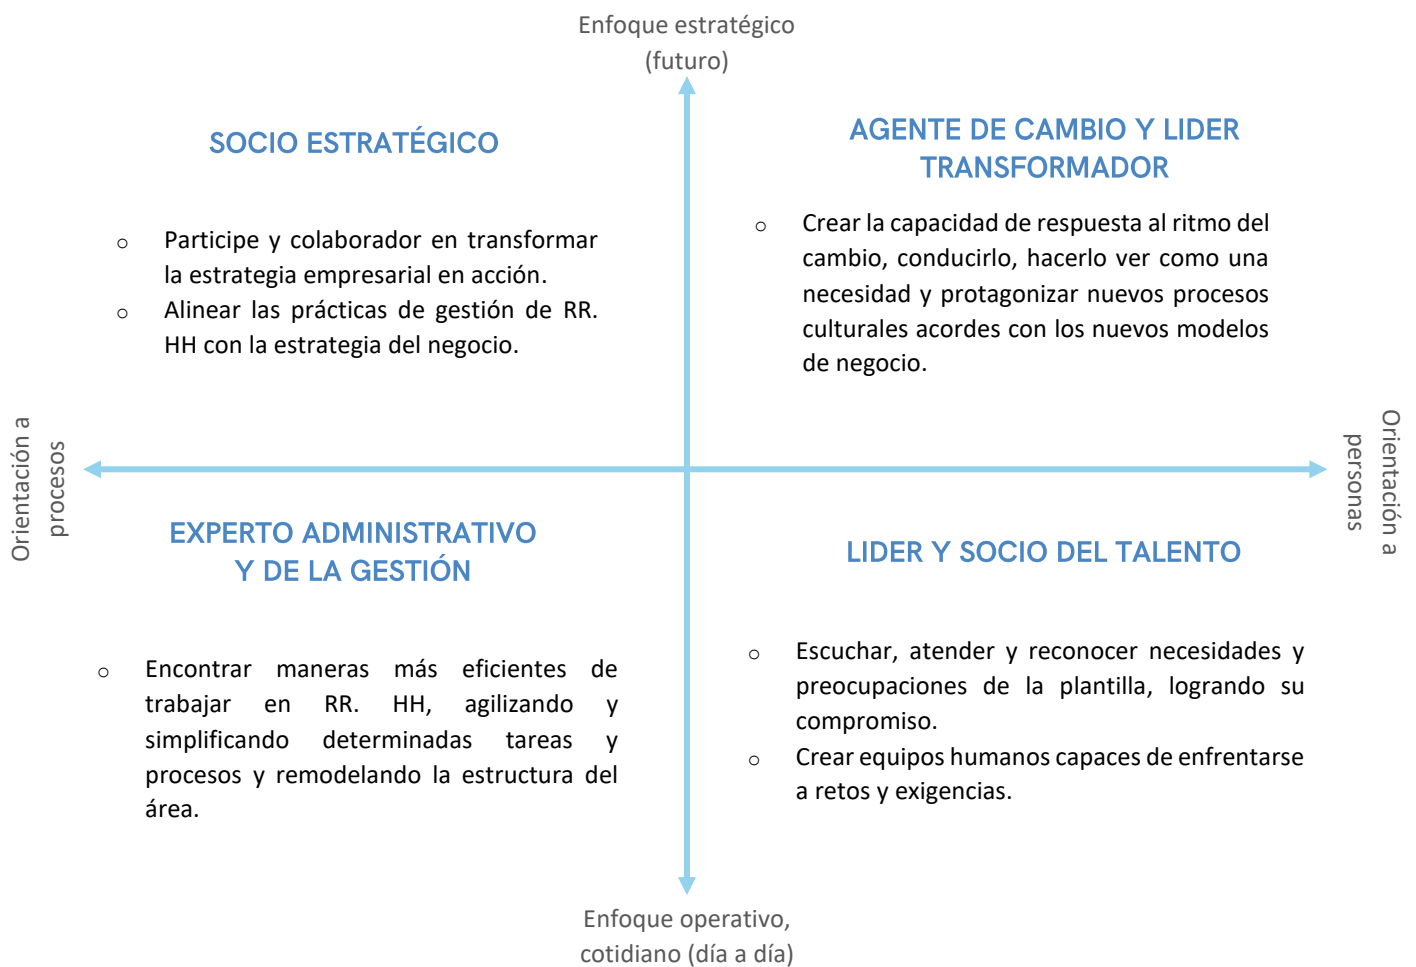 Enfoque estratégico
(futuro)
SOCIO ESTRATÉGICO
o Participe y colaborador en transformar
la estrategia empresarial en acción.
o Alinear las prácticas de gestión de RR.
HH con la estrategia del negocio.
AGENTE DE CAMBIO Y LIDER
TRANSFORMADOR
o Crear la capacidad de respuesta al ritmo del
cambio, conducirlo, hacerlo ver como una
necesidad y protagonizar nuevos procesos
culturales acordes con los nuevos modelos
de negocio.
Orientación a
procesos
Orientación a
personas
EXPERTO ADMINISTRATIVO
Y DE LA GESTIÓN
o Encontrar maneras más eficientes de
trabajar en RR. HH, agilizando y
simplificando determinadas tareas y
procesos y remodelando la estructura del
área.
LIDER Y SOCIO DEL TALENTO
o Escuchar, atender y reconocer necesidades y
preocupaciones de la plantilla, logrando su
compromiso.
o Crear equipos humanos capaces de enfrentarse
a retos y exigencias.
Enfoque operativo,
cotidiano (día a día)